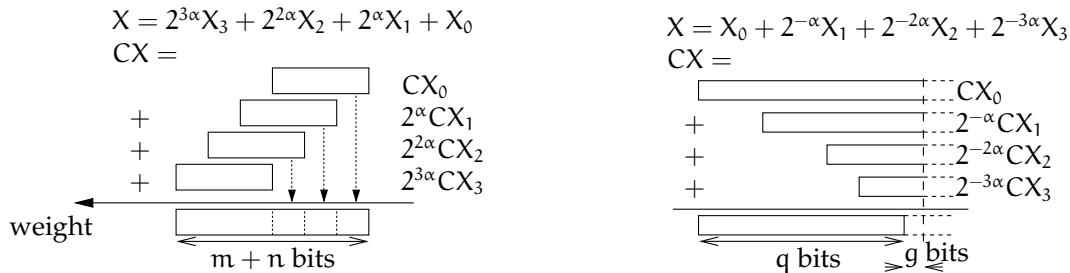 X = 2^{3α}X_3 + 2^{2α}X_2 + 2^αX_1 + X_0
CX =
CX_0
+ 2^αCX_1
+ 2^{2α}CX_2
+ 2^{3α}CX_3
weight
m + n bits
X = X_0 + 2^{−α}X_1 + 2^{−2α}X_2 + 2^{−3α}X_3
CX =
CX_0
+ 2^{−α}CX_1
+ 2^{−2α}CX_2
+ 2^{−3α}CX_3
q bits
g bits